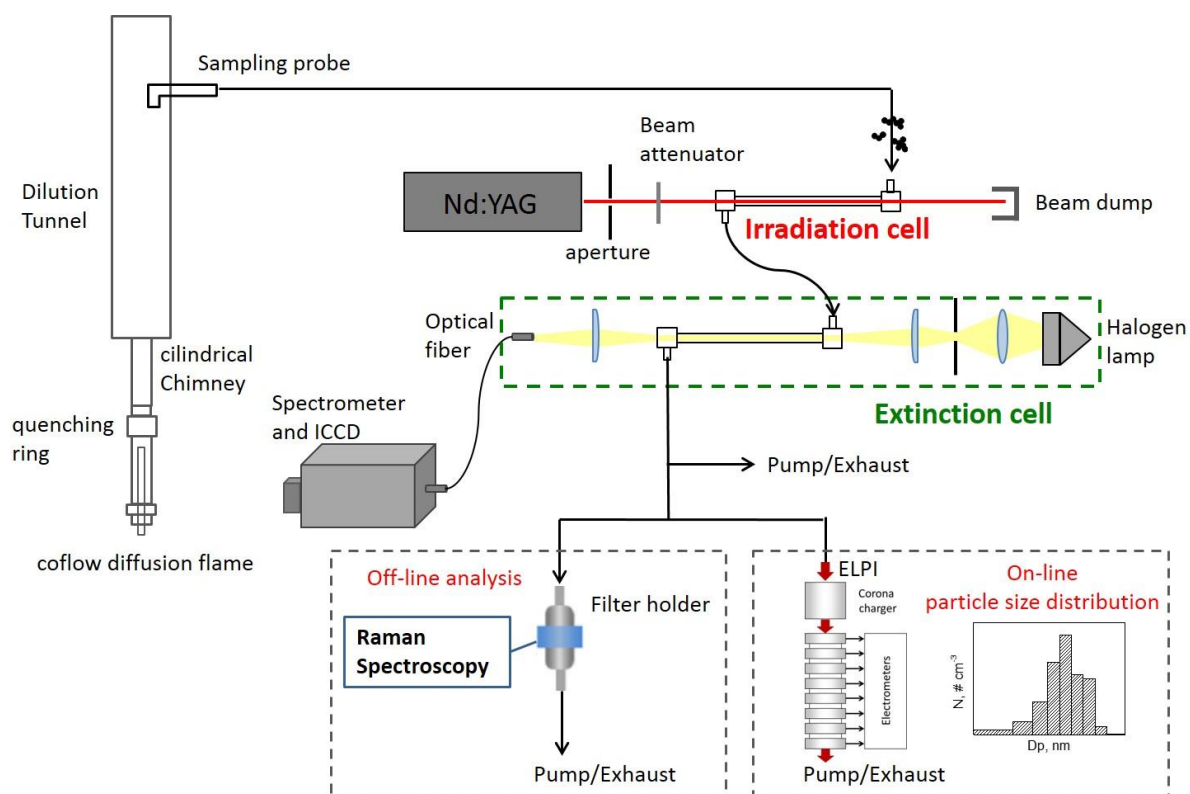 Sampling probe
Dilution
Tunnel
Beam
attenuator
Nd:YAG
Beam dump
aperture
Irradiation cell
Optical
fiber
Halogen
lamp
cilindrical
Chimney
Extinction cell
quenching
ring
Spectrometer
and ICCD
Pump/Exhaust
coflow diffusion flame
Off-line analysis
Filter holder
Raman
Spectroscopy
Pump/Exhaust
ELPI
Corona
charger
Electrometers
Pump/Exhaust
On-line
particle size distribution
N, # cm-3
Dp, nm